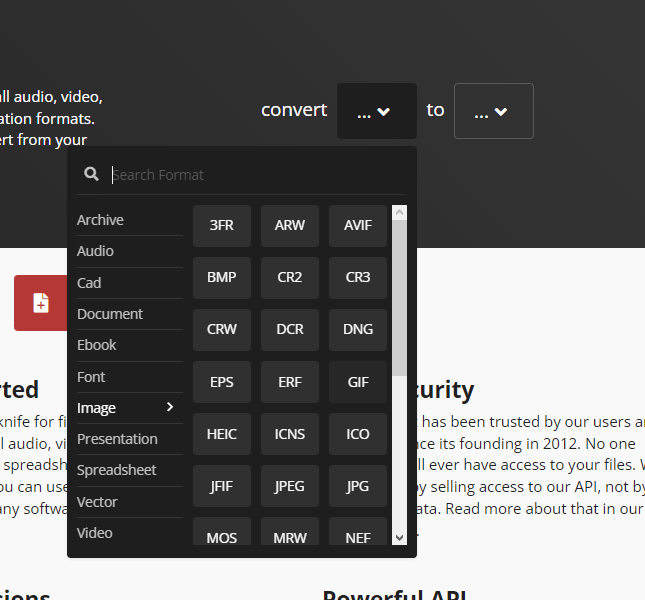 all audio, video,
ation formats.
ert from your
convert ... to ...
Search Format
Archive
Audio
Cad
Document
Ebook
Font
Image
Presentation
Spreadsheet
Vector
Video
3FR ARW AVIF
BMP CR2 CR3
CRW DCR DNG
EPS ERF GIF
HEIC ICNS ICO
JFIF JPEG JPG
MOS MRW NEF
rted
knife for fi
l audio, vi
spreadsh
ou can use
any softwa
curity
has been trusted by our users a
nce its founding in 2012. No one
ll ever have access to your files. W
by selling access to our API, not by
ata. Read more about that in our
sions
Powerful API